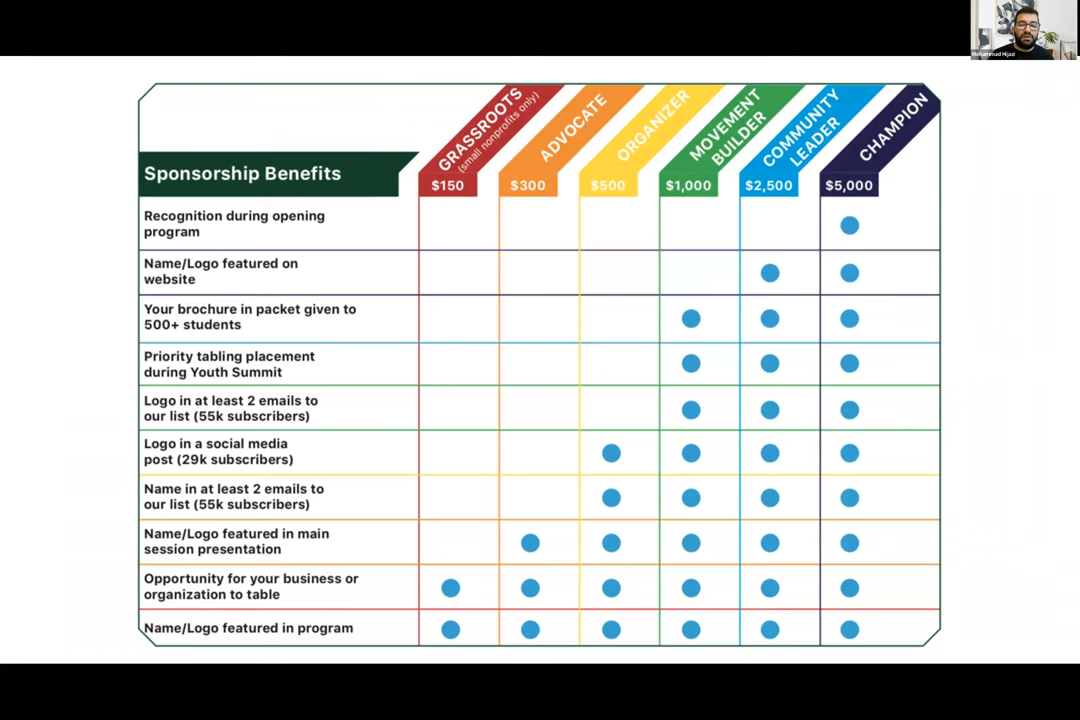 Mohammad Hijazi
GRASSROOTS
(small nonprofits only)
ADVOCATE
ORGANIZER
MOVEMENT
BUILDER
COMMUNITY
LEADER
CHAMPION
Sponsorship Benefits
$150
$300
$500
$1,000
$2,500
$5,000
Recognition during opening
program
Name/Logo featured on
website
Your brochure in packet given to
500+ students
Priority tabling placement
during Youth Summit
Logo in at least 2 emails to
our list (55k subscribers)
Logo in a social media
post (29k subscribers)
Name in at least 2 emails to
our list (55k subscribers)
Name/Logo featured in main
session presentation
Opportunity for your business or
organization to table
Name/Logo featured in program